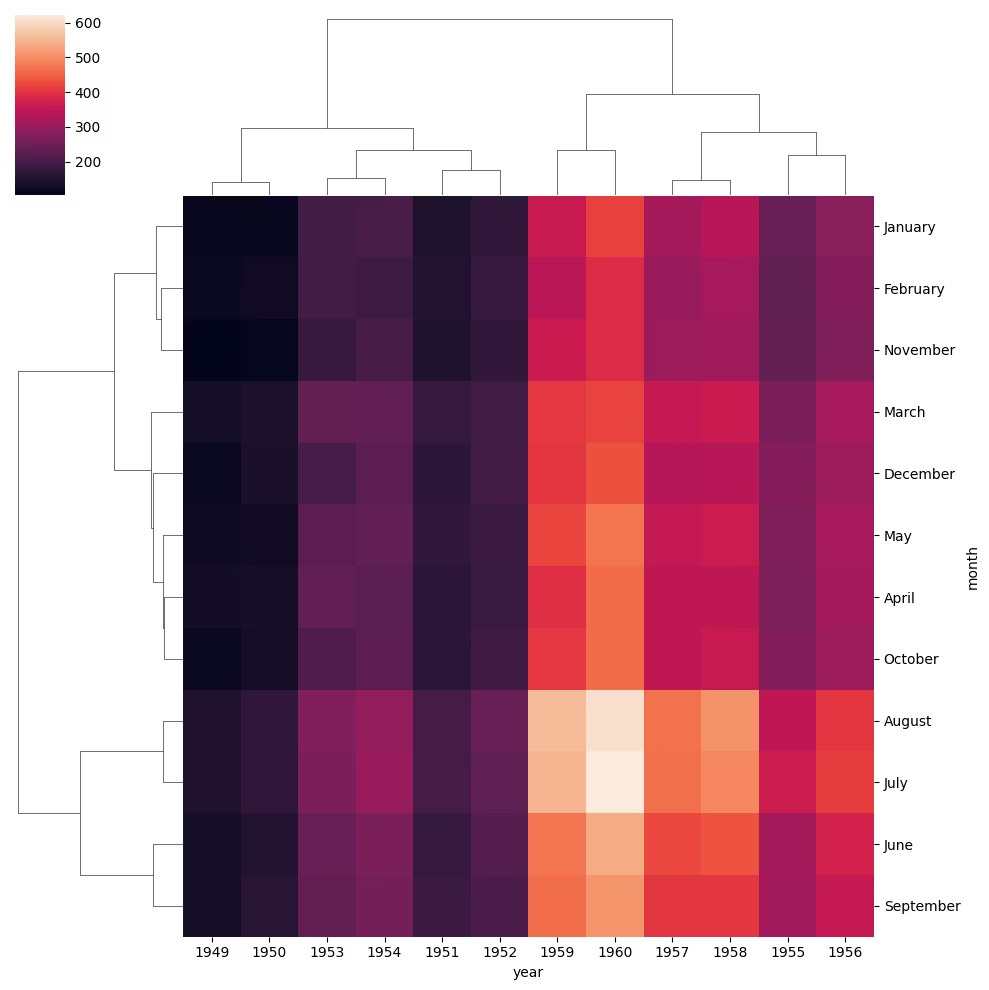 600
500
400
300
200
January
February
November
March
December
May
April
October
August
July
June
September
month
1949 1950 1953 1954 1951 1952 1959 1960 1957 1958 1955 1956
year